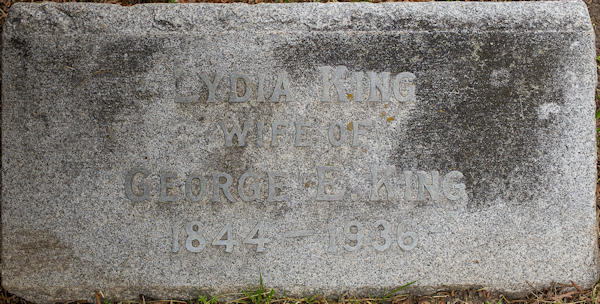 LYDIA KING
WIFE OF
GEORGE E. KING
1844 — 1936